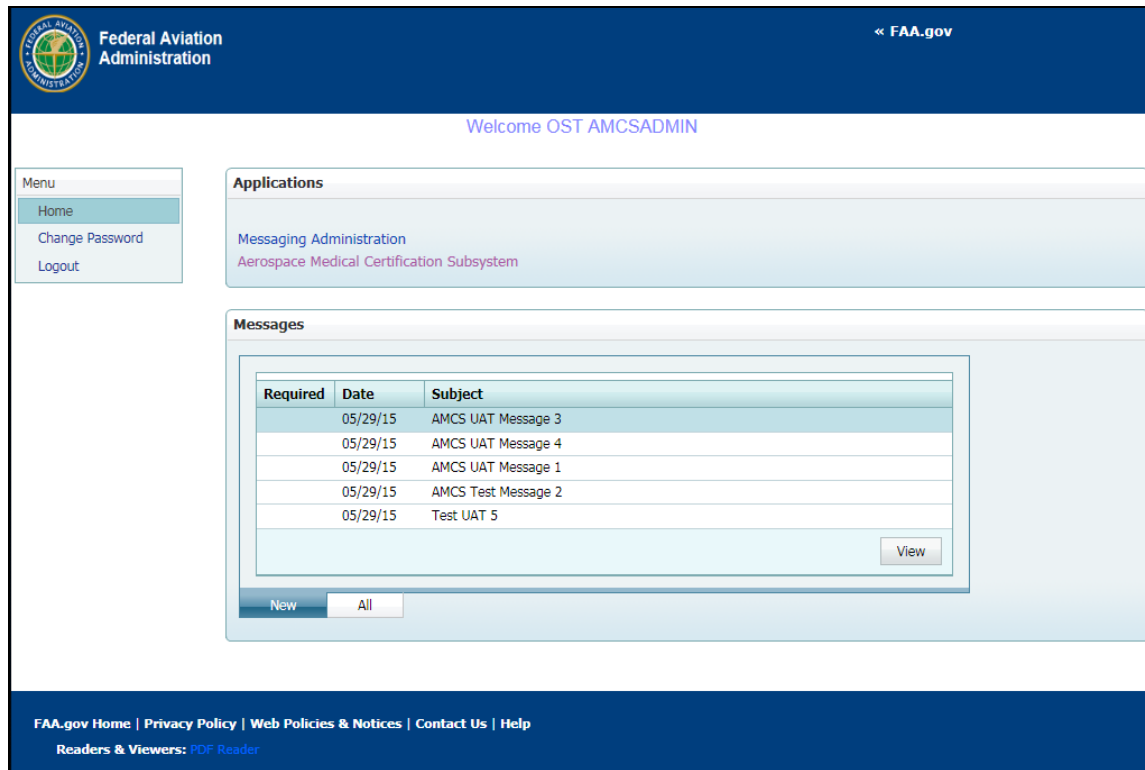 FEDERAL AVIATION
ADMINISTRATION
Federal Aviation
Administration
« FAA.gov
Welcome OST AMCSADMIN
Menu
Home
Change Password
Logout
Applications
Messaging Administration
Aerospace Medical Certification Subsystem
Messages
Required Date Subject
05/29/15 AMCS UAT Message 3
05/29/15 AMCS UAT Message 4
05/29/15 AMCS UAT Message 1
05/29/15 AMCS Test Message 2
05/29/15 Test UAT 5
View
New All
FAA.gov Home | Privacy Policy | Web Policies & Notices | Contact Us | Help
Readers & Viewers: PDF Reader